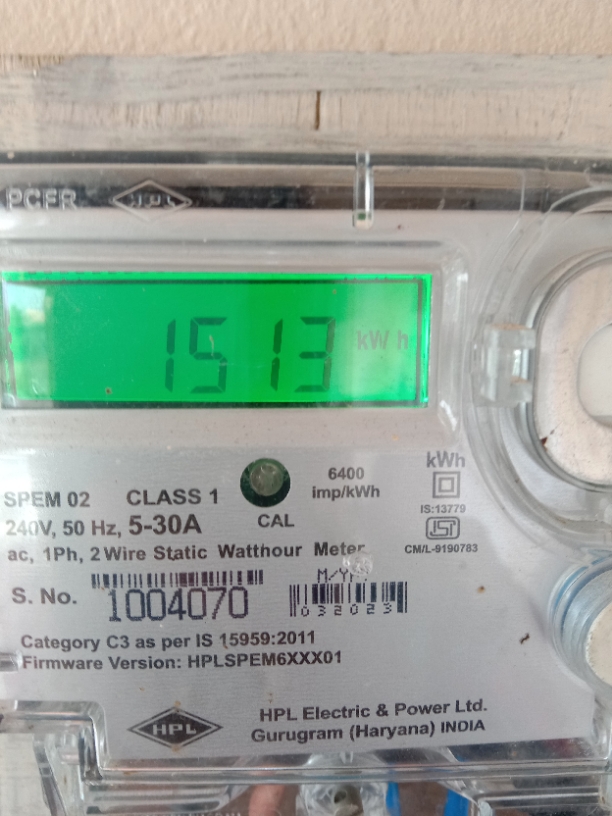 PCFR HPL
1513 kWh
kWh
6400
imp/kWh
SPEM 02 CLASS 1
IS:13779
240V, 50 Hz, 5-30A CAL
ISI
ac, 1Ph, 2 Wire Static Watthour Meter
CM/L-9190783
M/YR.
S. No. 1004070 032023
Category C3 as per IS 15959:2011
Firmware Version: HPLSPEM6XXX01
HPL
HPL Electric & Power Ltd.
Gurugram (Haryana) INDIA